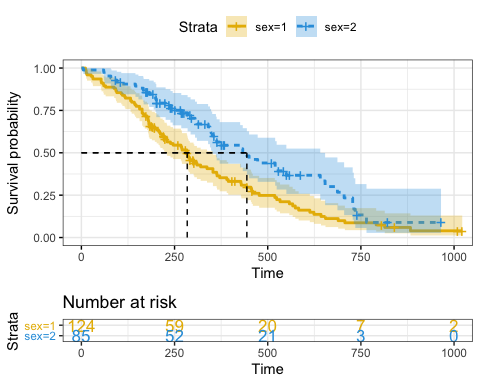 Strata sex=1 sex=2
1.00
0.75
0.50
0.25
0.00
Survival probability
0 250 500 750 1000
Time
Number at risk
Strata
sex=1 124 59 20 7 2
sex=2 85 52 21 3 0
0 250 500 750 1000
Time